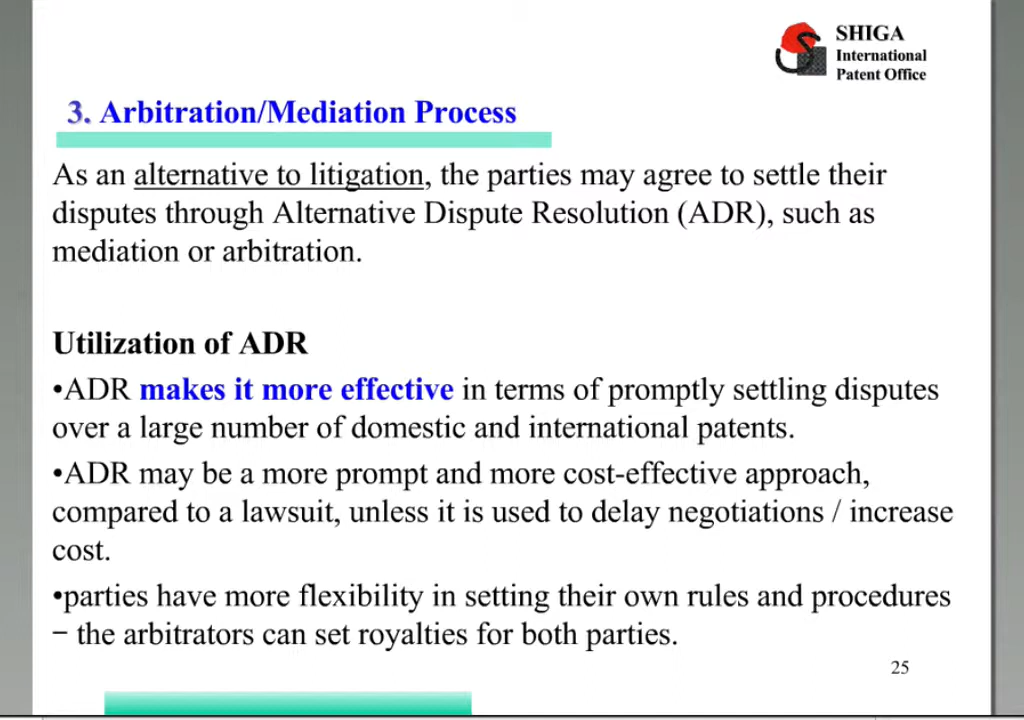 SHIGA
International
Patent Office
3. Arbitration/Mediation Process
As an alternative to litigation, the parties may agree to settle their
disputes through Alternative Dispute Resolution (ADR), such as
mediation or arbitration.
Utilization of ADR
•ADR makes it more effective in terms of promptly settling disputes
over a large number of domestic and international patents.
•ADR may be a more prompt and more cost-effective approach,
compared to a lawsuit, unless it is used to delay negotiations / increase
cost.
•parties have more flexibility in setting their own rules and procedures
− the arbitrators can set royalties for both parties.
25